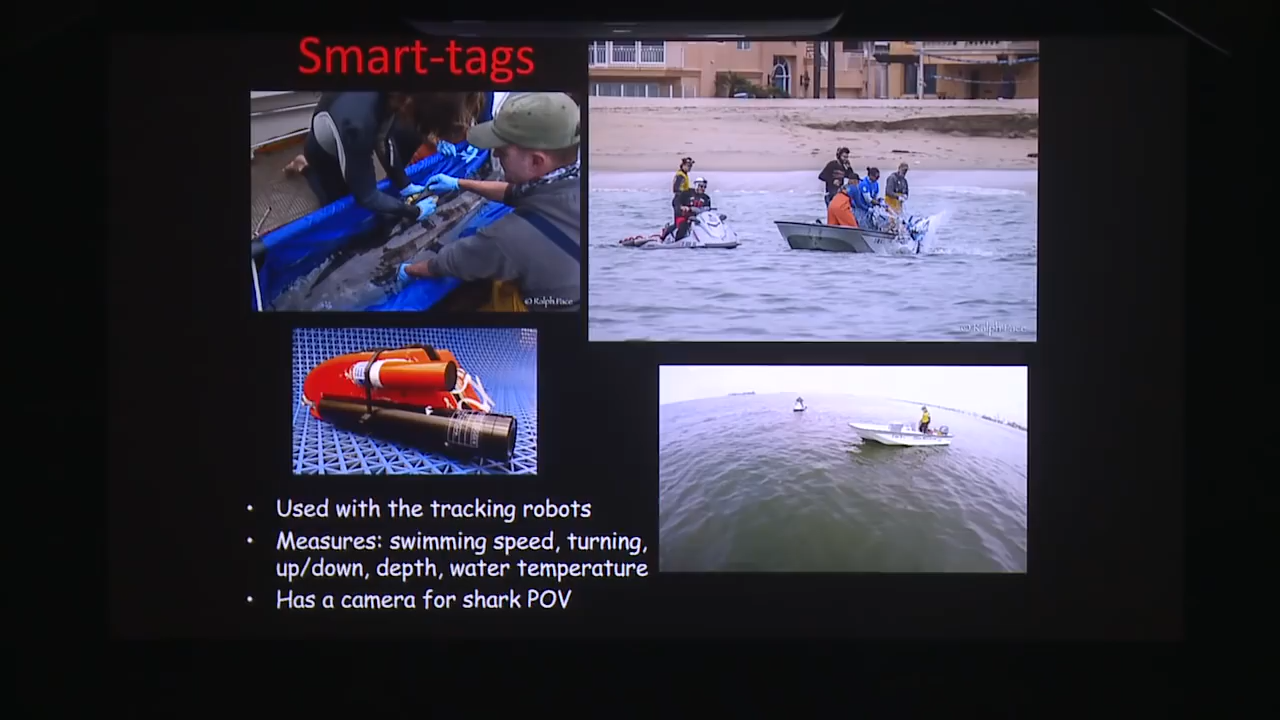 Smart-tags
© Ralph Pace
© Ralph Pace
• Used with the tracking robots
• Measures: swimming speed, turning,
up/down, depth, water temperature
• Has a camera for shark POV